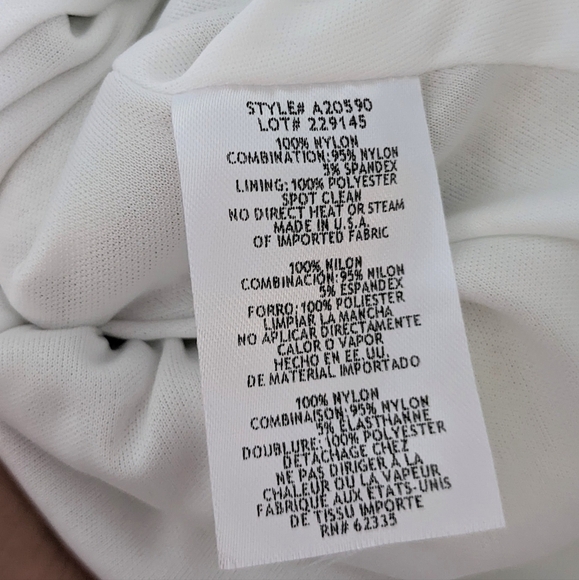 STYLE# A20590
LOT# 229145
100% NYLON
COMBINATION: 95% NYLON
5% SPANDEX
LINING: 100% POLYESTER
SPOT CLEAN
NO DIRECT HEAT OR STEAM
MADE IN U.S.A.
OF IMPORTED FABRIC
100% NILON
COMBINACIÓN: 95% NILON
5% ESPANDEX
FORRO: 100% POLIESTER
LIMPIAR LA MANCHA
NO APLICAR DIRECTAMENTE
CALOR O VAPOR
HECHO EN EE.UU.
DE MATERIAL IMPORTADO
100% NYLON
COMBINAISON: 95% NYLON
5% ELASTHANNE
DOUBLURE: 100% POLYESTER
DÉTACHAGE CHEZ
NE PAS DIRIGER À LA
CHALEUR OU LA VAPEUR
FABRIQUE AUX ÉTATS-UNIS
DE TISSU IMPORTE
RN# 62335